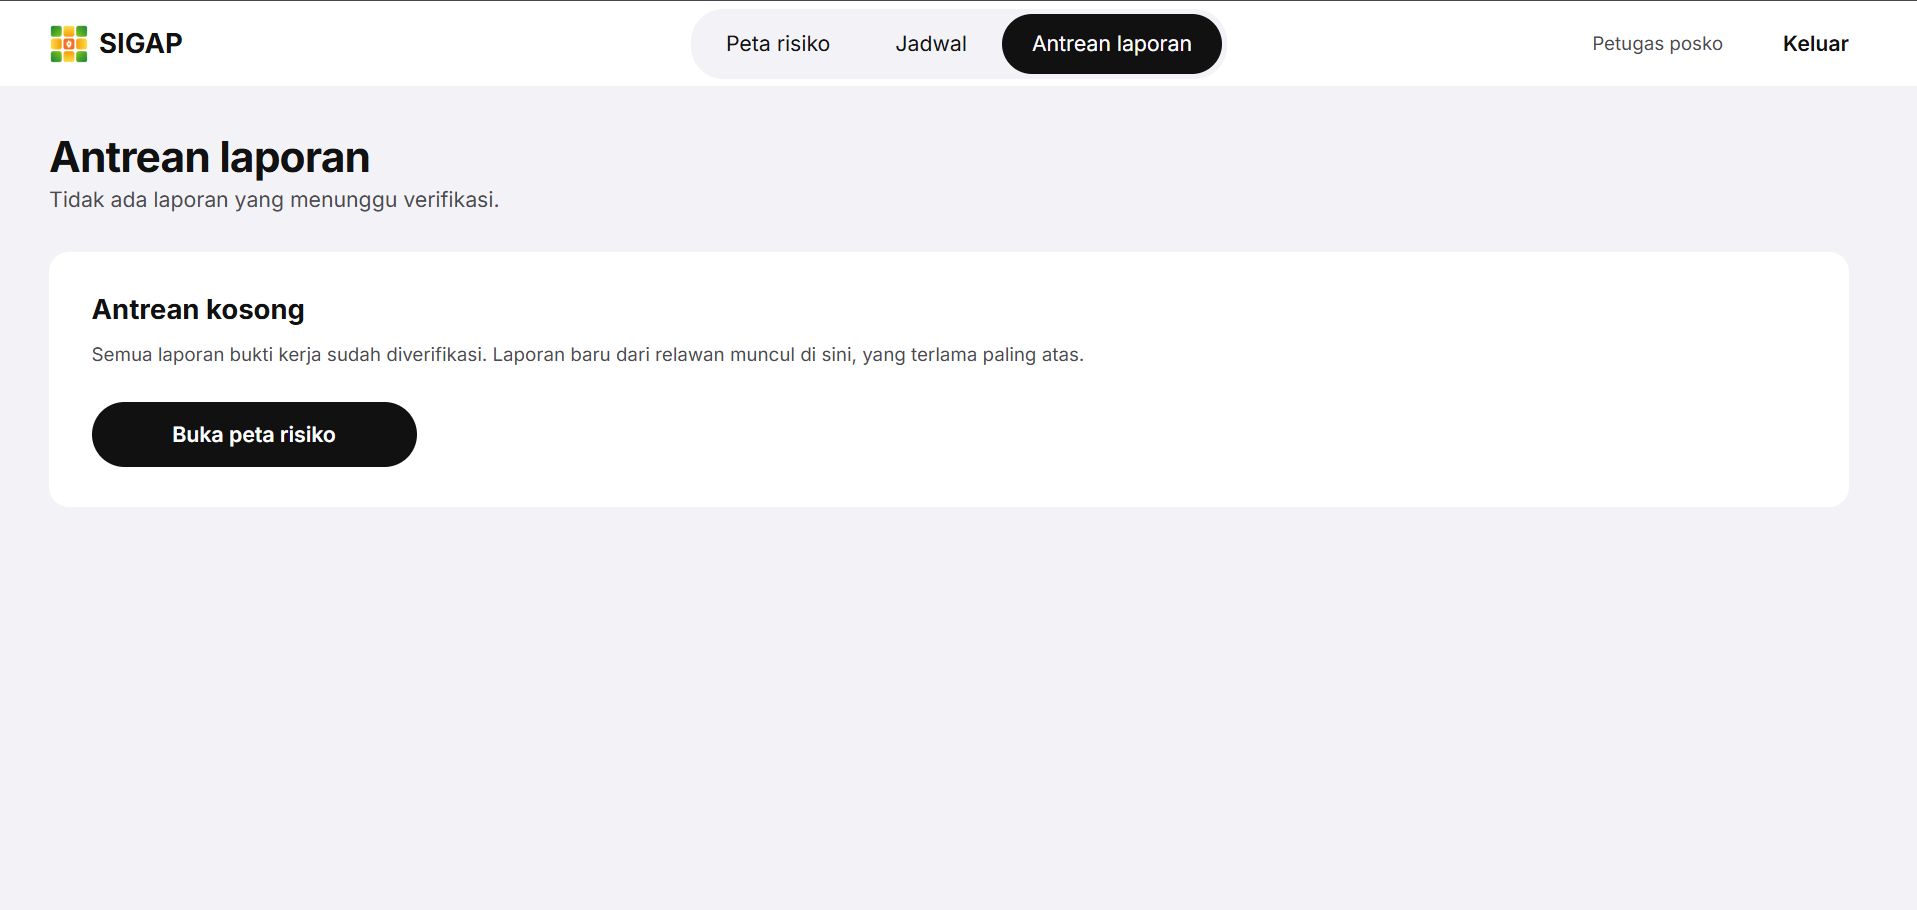 SIGAP
Peta risiko
Jadwal
Antrean laporan
Petugas posko
Keluar
Antrean laporan
Tidak ada laporan yang menunggu verifikasi.
Antrean kosong
Semua laporan bukti kerja sudah diverifikasi. Laporan baru dari relawan muncul di sini, yang terlama paling atas.
Buka peta risiko